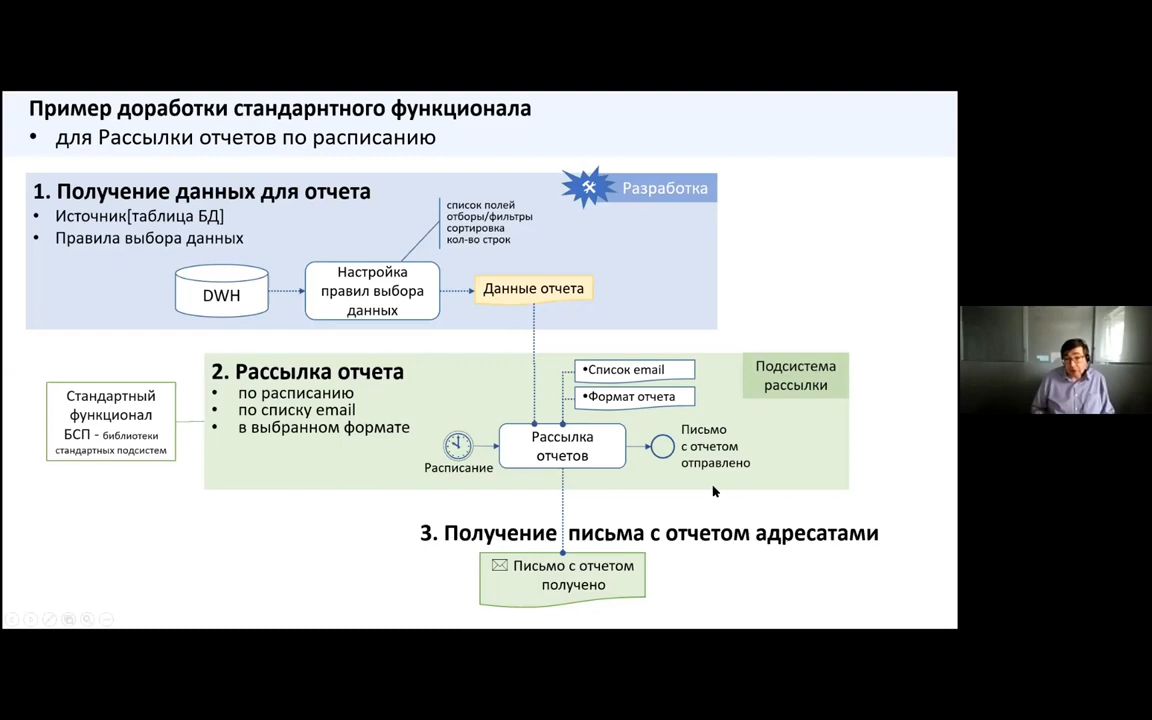 Пример доработки стандарнтного функционала
• для Рассылки отчетов по расписанию
1. Получение данных для отчета
• Источник[таблица БД]
• Правила выбора данных
список полей
отборы/фильтры
сортировка
кол-во строк
Разработка
DWH
Настройка
правил выбора
данных
Данные отчета
2. Рассылка отчета
• по расписанию
• по списку email
• в выбранном формате
Стандартный
функционал
БСП - библиотеки
стандартных подсистем
•Список email
•Формат отчета
Подсистема
рассылки
Расписание
Рассылка
отчетов
Письмо
с отчетом
отправлено
3. Получение письма с отчетом адресатами
Письмо с отчетом
получено